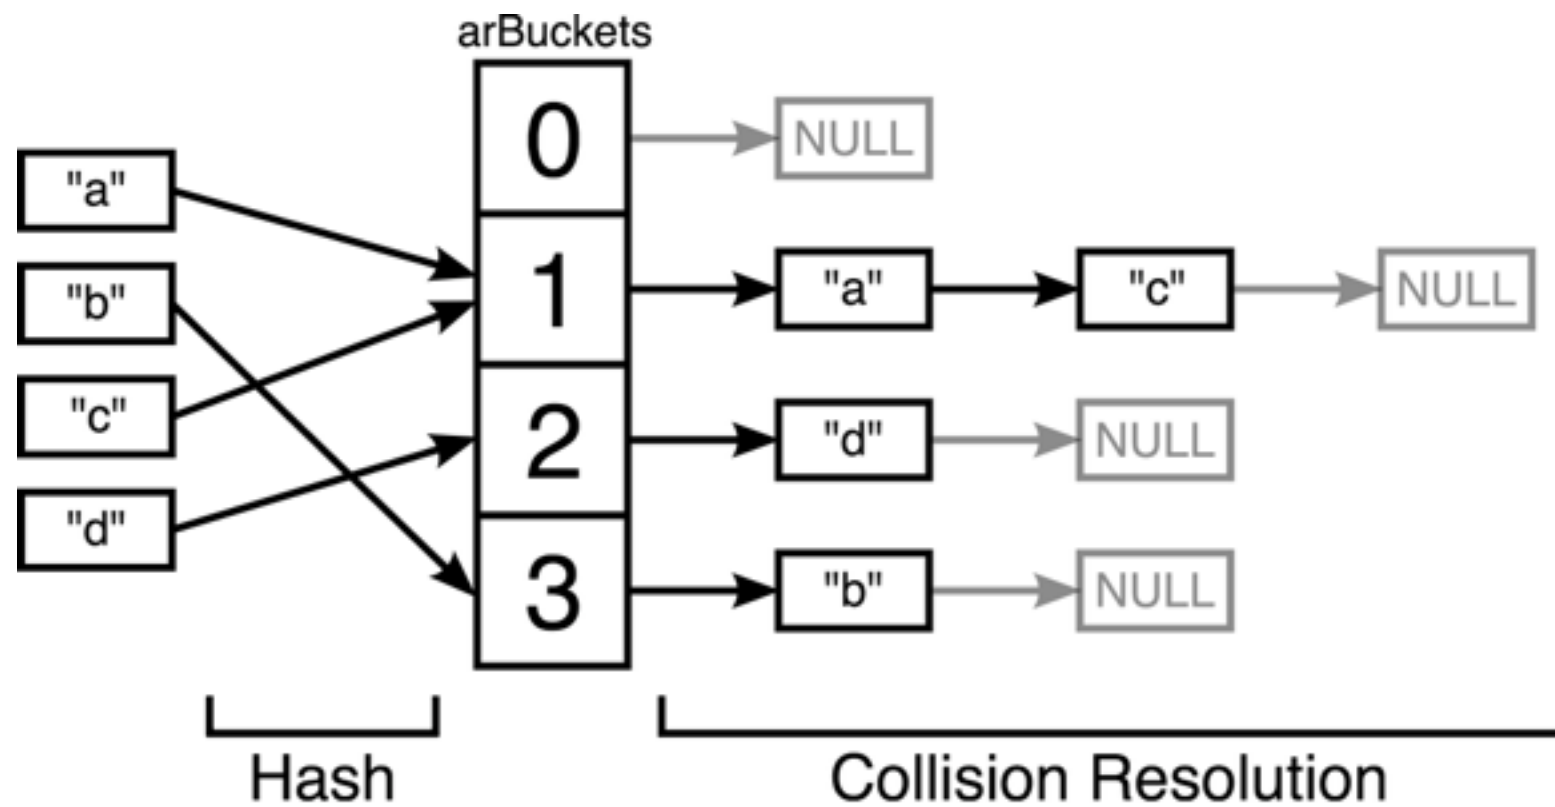 arBuckets
"a"
"b"
"c"
"d"
0
1
2
3
NULL
"a" "c" NULL
"d" NULL
"b" NULL
Hash
Collision Resolution